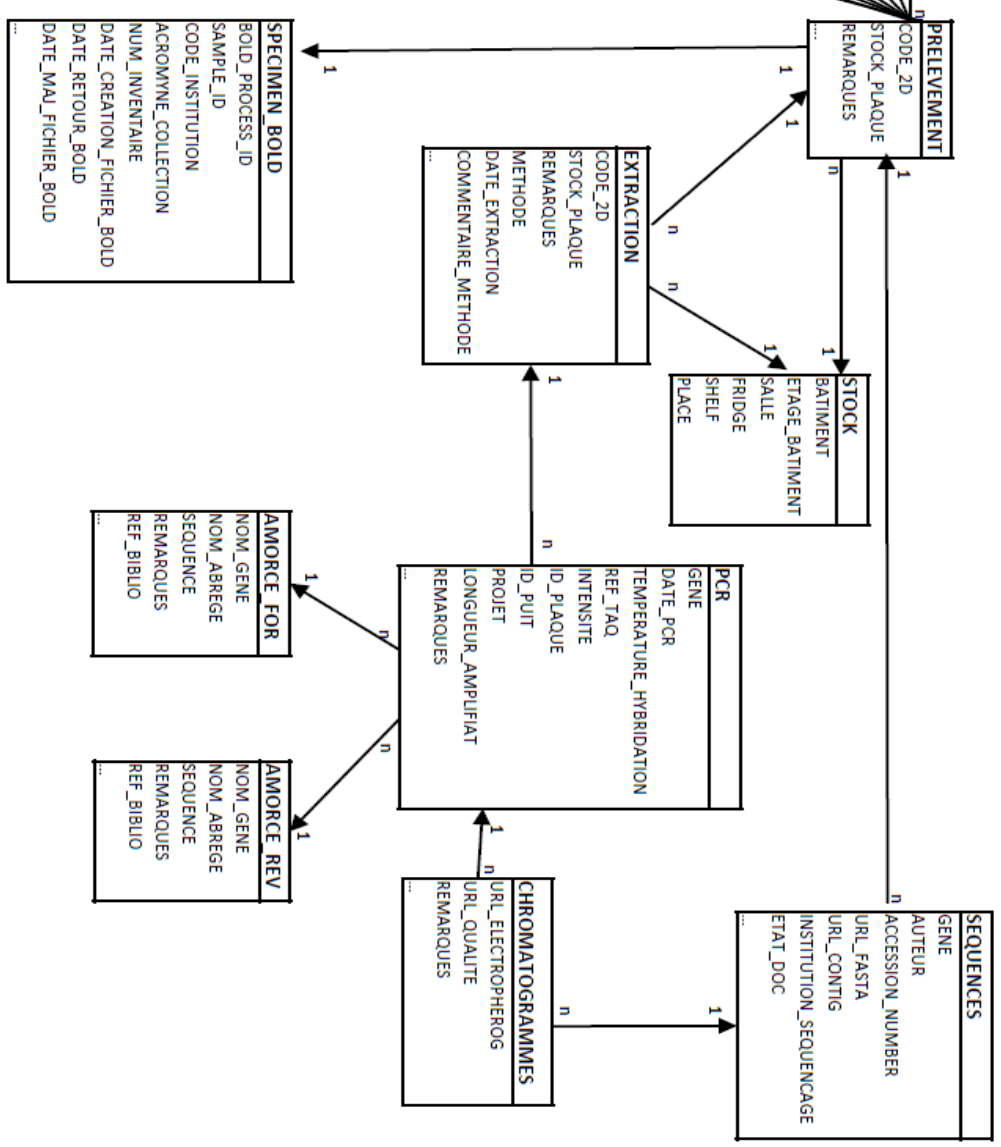 n
PRELEVEMENT
CODE_2D
STOCK_PLAQUE
REMARQUES
...
1
n
1
1
SEQUENCES
GENE
AUTEUR
ACCESSION_NUMBER
URL_FASTA
URL_CONTIG
INSTITUTION_SEQUENCAGE
ETAT_DOC
...
n
1
1
STOCK
BATIMENT
ETAGE_BATIMENT
SALLE
FRIDGE
SHELF
PLACE
1
n
n
EXTRACTION
CODE_2D
STOCK_PLAQUE
REMARQUES
METHODE
DATE_EXTRACTION
COMMENTAIRE_METHODE
...
1
n
PCR
GENE
DATE_PCR
TEMPERATURE_HYBRIDATION
REF_TAQ
INTENSITE
ID_PLAQUE
ID_PUIT
PROJET
LONGUEUR_AMPLIFIAT
REMARQUES
...
n
n
1
n
n
CHROMATOGRAMMES
URL_ELECTROPHEROG
URL_QUALITE
REMARQUES
...
1
SPECIMEN_BOLD
BOLD_PROCESS_ID
SAMPLE_ID
CODE_INSTITUTION
ACROMYNE_COLLECTION
NUM_INVENTAIRE
DATE_CREATION_FICHIER_BOLD
DATE_RETOUR_BOLD
DATE_MAJ_FICHIER_BOLD
...
1
AMORCE_FOR
NOM_GENE
NOM_ABREGE
SEQUENCE
REMARQUES
REF_BIBLIO
...
1
AMORCE_REV
NOM_GENE
NOM_ABREGE
SEQUENCE
REMARQUES
REF_BIBLIO
...